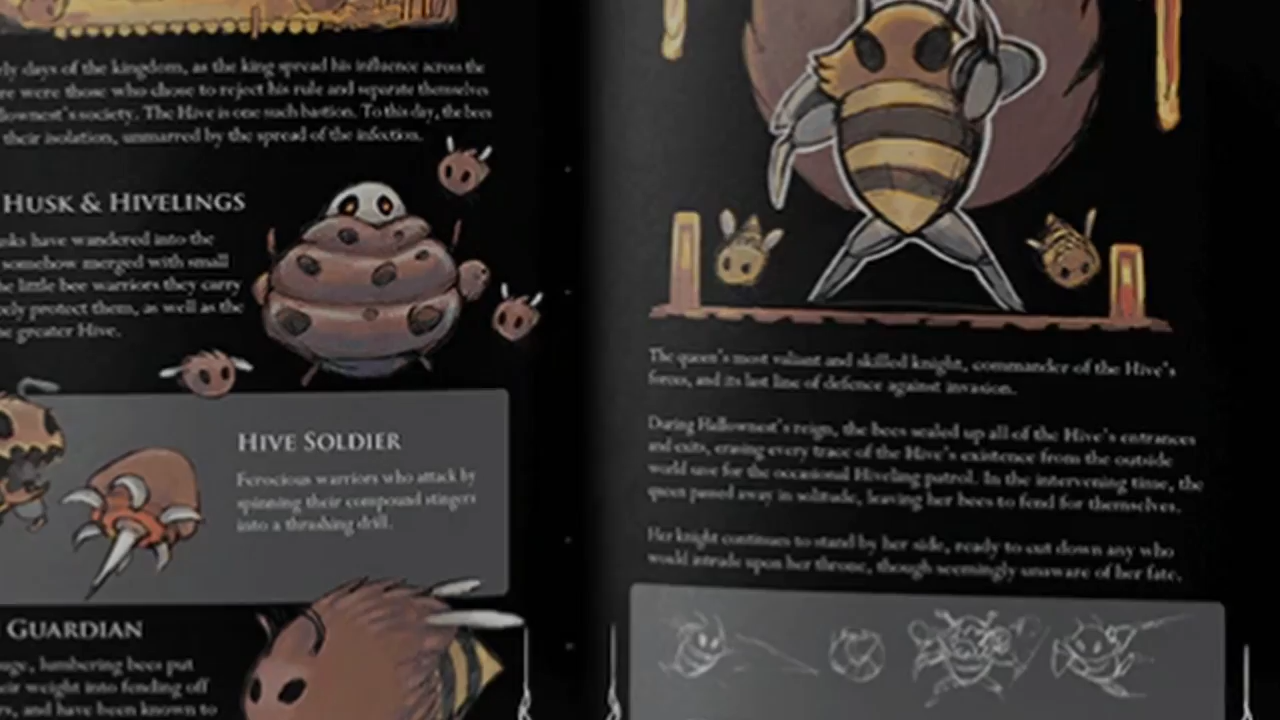 ly days of the kingdom, as the king spread his influence across the
re were those who chose to reject his rule and separate themselves
llownest's society. The Hive is one such bastion. To this day, the bees
their isolation, unmarred by the spread of the infection.
HUSK & HIVELINGS
sks have wandered into the
somehow merged with small
he little bee warriors they carry
ely protect them, as well as the
he greater Hive.
HIVE SOLDIER
Ferocious warriors who attack by
spinning their compound stingers
into a thrashing drill.
GUARDIAN
uge, lumbering bees put
eir weight into fending off
rs, and have been known to
The queen's most valiant and skilled knight, commander of the Hive's
forces, and its last line of defence against invasion.
During Hallownest's reign, the bees sealed up all of the Hive's entrances
and exits, erasing every trace of the Hive's existence from the outside
world save for the occasional Hiveling patrol. In the intervening time, the
queen passed away in solitude, leaving her bees to fend for themselves.
Her knight continues to stand by her side, ready to cut down any who
would intrude upon her throne, though seemingly unaware of her fate.